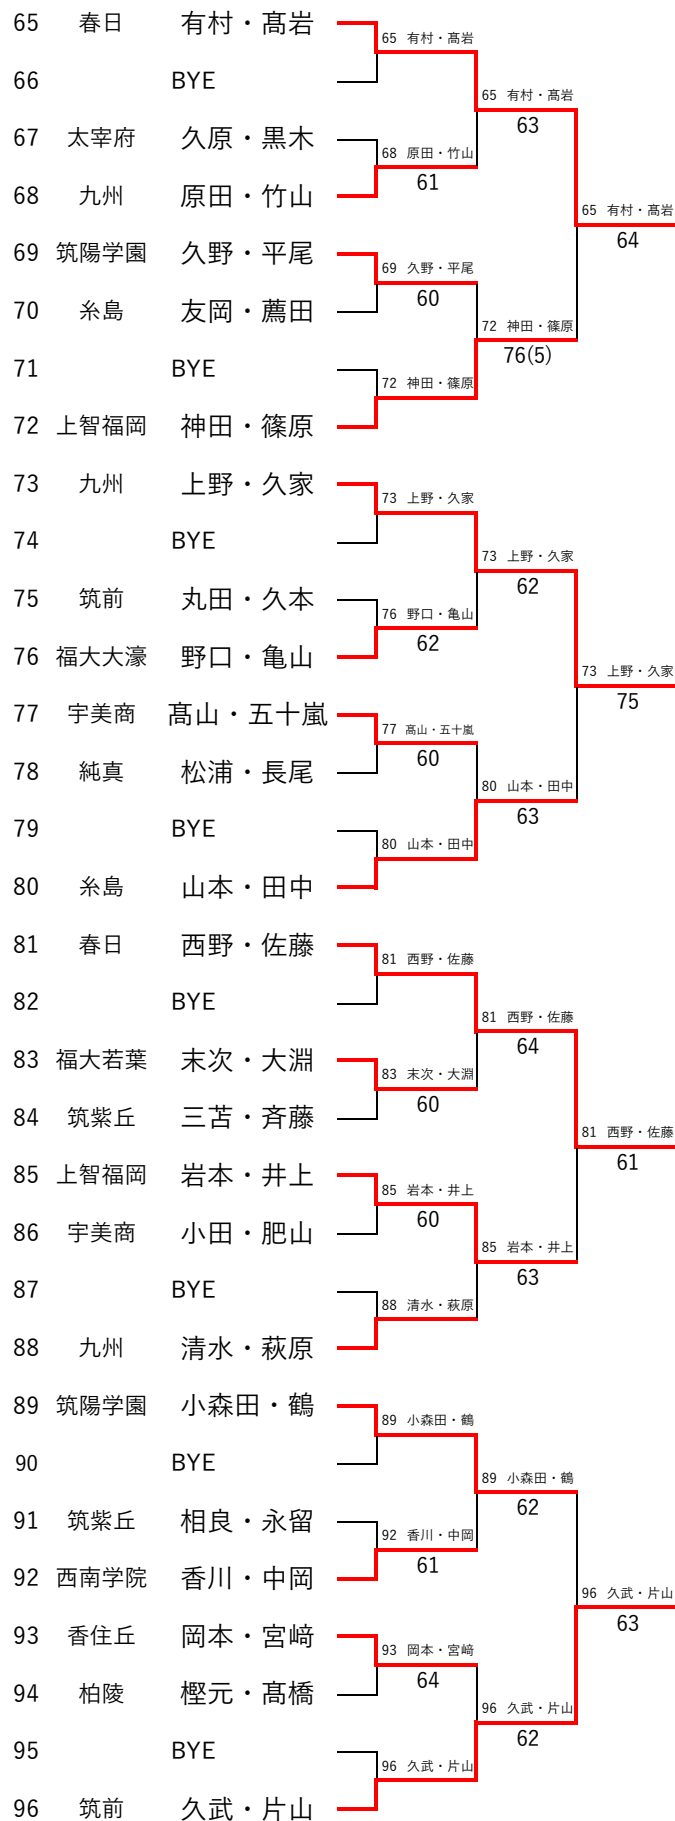 65 春日 有村・髙岩
65 有村・髙岩
66 BYE
65 有村・髙岩
63
67 太宰府 久原・黒木
68 原田・竹山
61
68 九州 原田・竹山
65 有村・髙岩
64
69 筑陽学園 久野・平尾
69 久野・平尾
60
70 糸島 友岡・薦田
72 神田・篠原
76(5)
71 BYE
72 神田・篠原
72 上智福岡 神田・篠原
73 九州 上野・久家
73 上野・久家
74 BYE
73 上野・久家
62
75 筑前 丸田・久本
76 野口・亀山
62
76 福大大濠 野口・亀山
73 上野・久家
75
77 宇美商 髙山・五十嵐
77 髙山・五十嵐
60
78 純真 松浦・長尾
80 山本・田中
63
79 BYE
80 山本・田中
80 糸島 山本・田中
81 春日 西野・佐藤
81 西野・佐藤
82 BYE
81 西野・佐藤
64
83 福大若葉 末次・大淵
83 末次・大淵
60
84 筑紫丘 三苫・斉藤
81 西野・佐藤
61
85 上智福岡 岩本・井上
85 岩本・井上
60
86 宇美商 小田・肥山
85 岩本・井上
63
87 BYE
88 清水・萩原
88 九州 清水・萩原
89 筑陽学園 小森田・鶴
89 小森田・鶴
90 BYE
89 小森田・鶴
62
91 筑紫丘 相良・永留
92 香川・中岡
61
92 西南学院 香川・中岡
96 久武・片山
63
93 香住丘 岡本・宮﨑
93 岡本・宮﨑
64
94 柏陵 樫元・髙橋
96 久武・片山
62
95 BYE
96 久武・片山
96 筑前 久武・片山